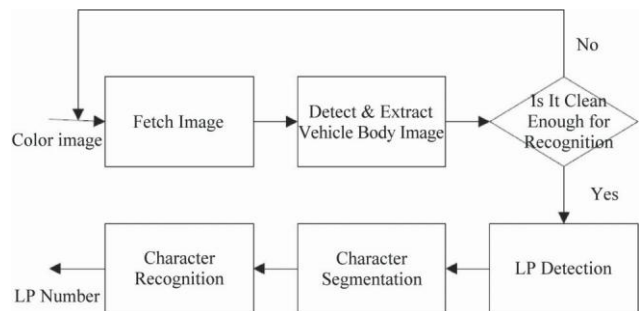 No
Color image
Fetch Image
Detect & Extract
Vehicle Body Image
Is It Clean
Enough for
Recognition
Yes
LP Detection
Character
Segmentation
Character
Recognition
LP Number